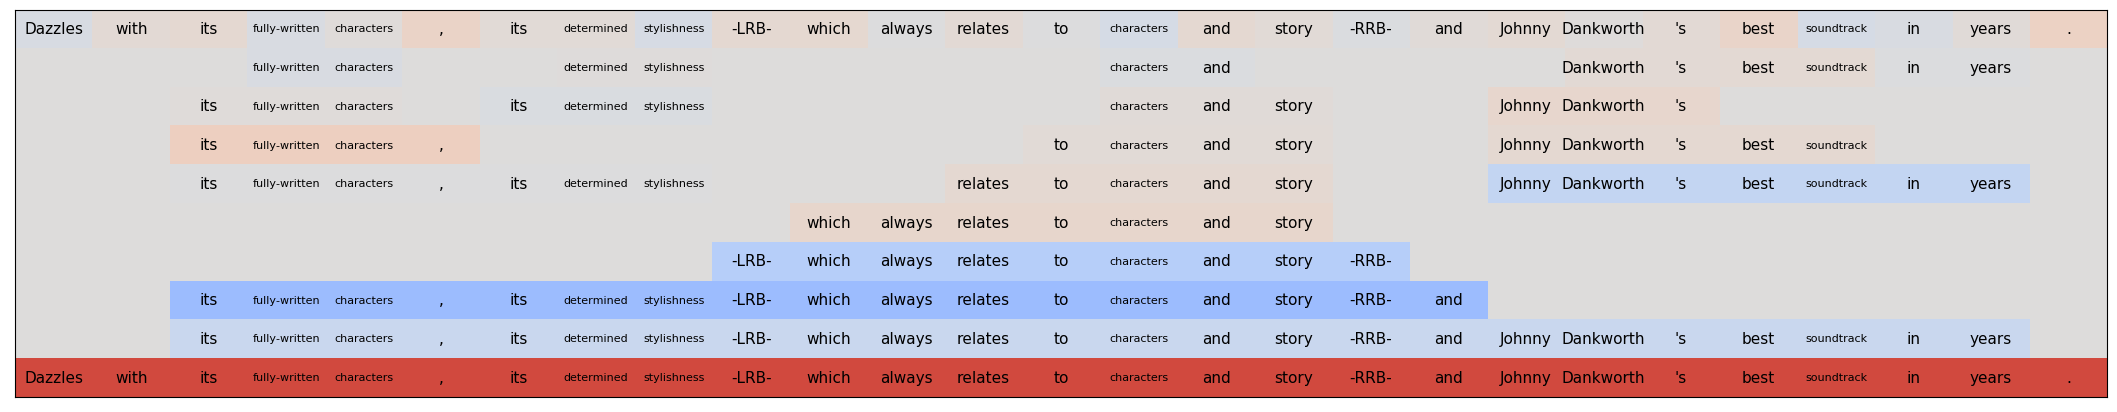 Dazzles with its fully-written characters , its determined stylishness -LRB- which always relates to characters and story -RRB- and Johnny Dankworth 's best soundtrack in years .
fully-written characters determined stylishness characters and Dankworth 's best soundtrack in years
its fully-written characters its determined stylishness characters and story Johnny Dankworth 's
its fully-written characters , to characters and story Johnny Dankworth 's best soundtrack
its fully-written characters , its determined stylishness relates to characters and story Johnny Dankworth 's best soundtrack in years
which always relates to characters and story
-LRB- which always relates to characters and story -RRB-
its fully-written characters , its determined stylishness -LRB- which always relates to characters and story -RRB- and
its fully-written characters , its determined stylishness -LRB- which always relates to characters and story -RRB- and Johnny Dankworth 's best soundtrack in years
Dazzles with its fully-written characters , its determined stylishness -LRB- which always relates to characters and story -RRB- and Johnny Dankworth 's best soundtrack in years .